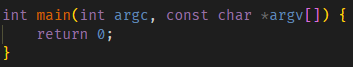 int main(int argc, const char *argv[]) {
    return 0;
}